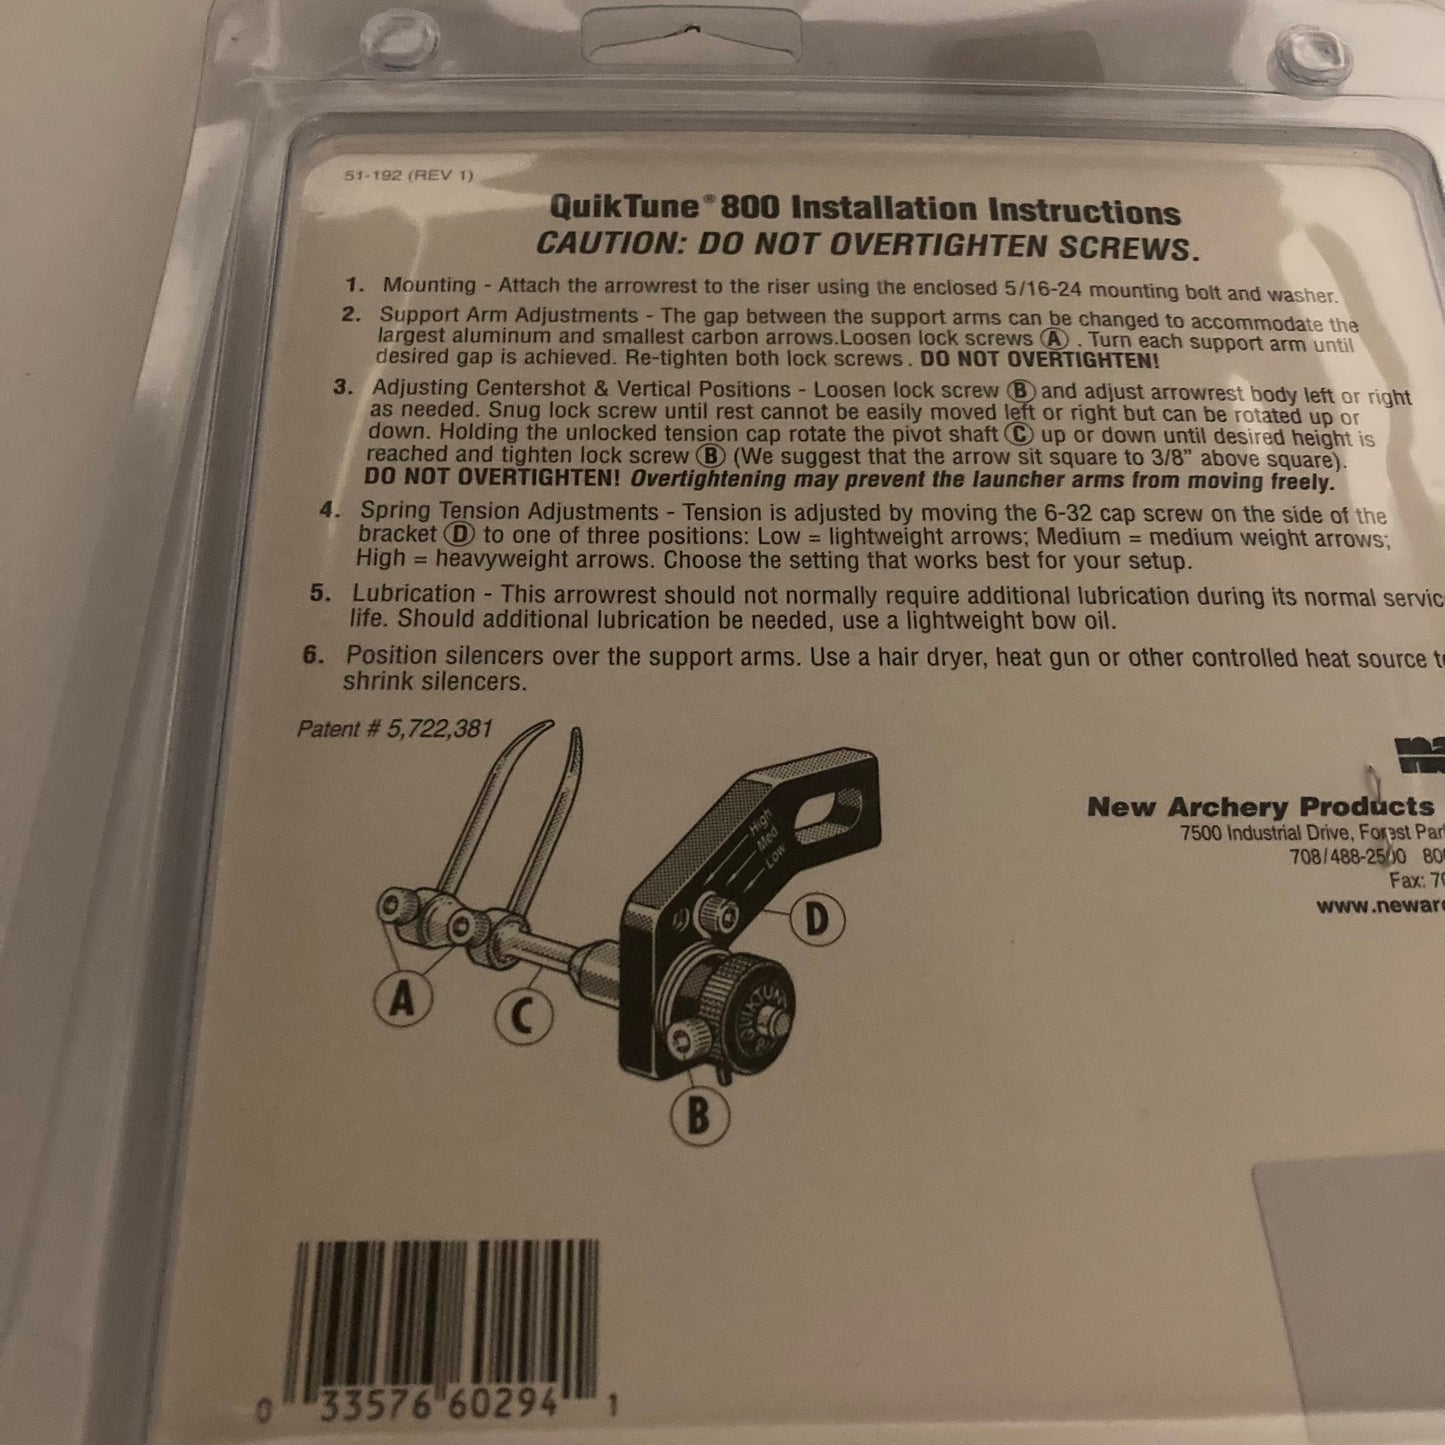 51-192 (REV 1)
QuikTune® 800 Installation Instructions
CAUTION: DO NOT OVERTIGHTEN SCREWS.
1. Mounting - Attach the arrowrest to the riser using the enclosed 5/16-24 mounting bolt and washer.
2. Support Arm Adjustments - The gap between the support arms can be changed to accommodate the
largest aluminum and smallest carbon arrows.Loosen lock screws Ⓐ . Turn each support arm until
desired gap is achieved. Re-tighten both lock screws . DO NOT OVERTIGHTEN!
3. Adjusting Centershot & Vertical Positions - Loosen lock screw Ⓑ and adjust arrowrest body left or right
as needed. Snug lock screw until rest cannot be easily moved left or right but can be rotated up or
down. Holding the unlocked tension cap rotate the pivot shaft Ⓒ up or down until desired height is
reached and tighten lock screw Ⓑ (We suggest that the arrow sit square to 3/8" above square).
DO NOT OVERTIGHTEN! Overtightening may prevent the launcher arms from moving freely.
4. Spring Tension Adjustments - Tension is adjusted by moving the 6-32 cap screw on the side of the
bracket Ⓓ to one of three positions: Low = lightweight arrows; Medium = medium weight arrows;
High = heavyweight arrows. Choose the setting that works best for your setup.
5. Lubrication - This arrowrest should not normally require additional lubrication during its normal servic
life. Should additional lubrication be needed, use a lightweight bow oil.
6. Position silencers over the support arms. Use a hair dryer, heat gun or other controlled heat source t
shrink silencers.
Patent # 5,722,381
High
Med
Low
D
A
C
B
QUIKTUN
na
New Archery Products
7500 Industrial Drive, Forest Par
708/488-2500 80
Fax: 70
www.newarc
0 33576 60294 1